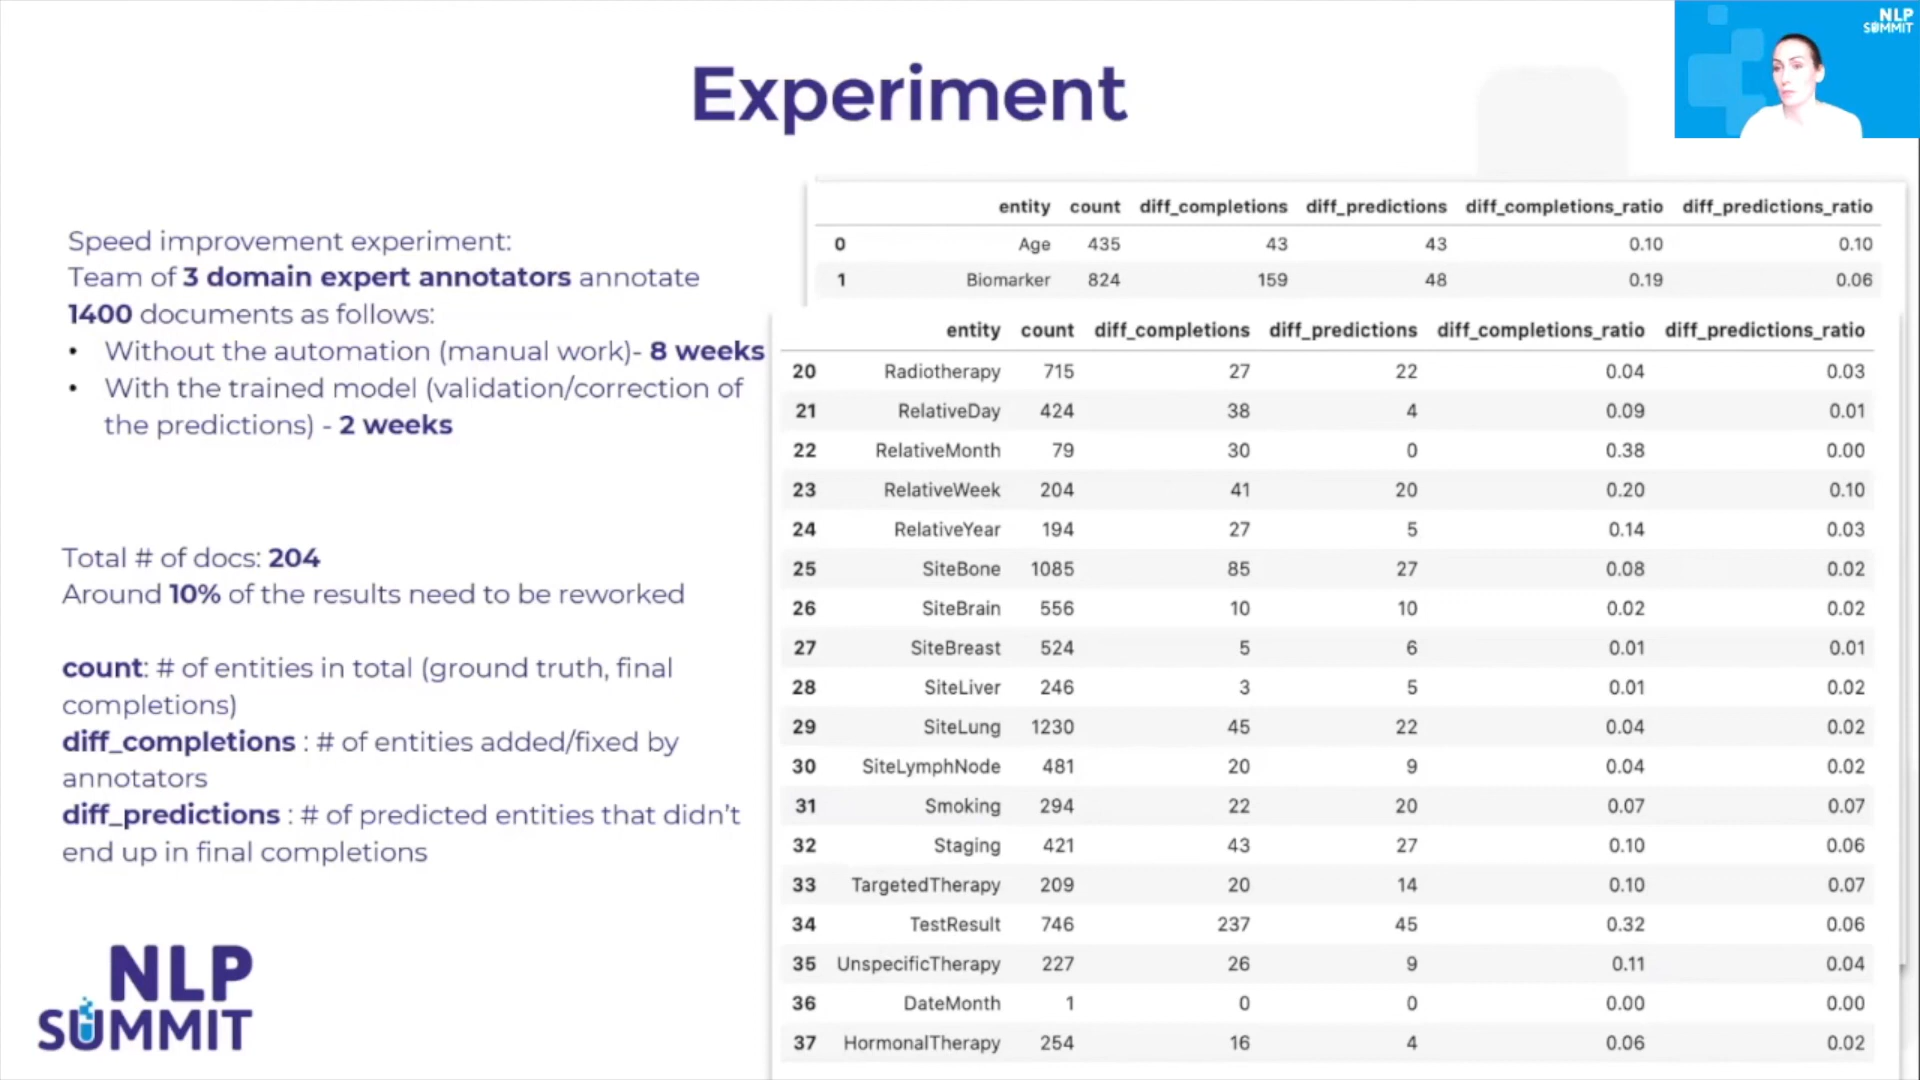 NLP
SUMMIT
Experiment
Speed improvement experiment:
Team of 3 domain expert annotators annotate
1400 documents as follows:
• Without the automation (manual work)- 8 weeks
• With the trained model (validation/correction of
the predictions) - 2 weeks
Total # of docs: 204
Around 10% of the results need to be reworked
count: # of entities in total (ground truth, final
completions)
diff_completions : # of entities added/fixed by
annotators
diff_predictions : # of predicted entities that didn't
end up in final completions
NLP
SUMMIT
entity count diff_completions diff_predictions diff_completions_ratio diff_predictions_ratio
0 Age 435 43 43 0.10 0.10
1 Biomarker 824 159 48 0.19 0.06
entity count diff_completions diff_predictions diff_completions_ratio diff_predictions_ratio
20 Radiotherapy 715 27 22 0.04 0.03
21 RelativeDay 424 38 4 0.09 0.01
22 RelativeMonth 79 30 0 0.38 0.00
23 RelativeWeek 204 41 20 0.20 0.10
24 RelativeYear 194 27 5 0.14 0.03
25 SiteBone 1085 85 27 0.08 0.02
26 SiteBrain 556 10 10 0.02 0.02
27 SiteBreast 524 5 6 0.01 0.01
28 SiteLiver 246 3 5 0.01 0.02
29 SiteLung 1230 45 22 0.04 0.02
30 SiteLymphNode 481 20 9 0.04 0.02
31 Smoking 294 22 20 0.07 0.07
32 Staging 421 43 27 0.10 0.06
33 TargetedTherapy 209 20 14 0.10 0.07
34 TestResult 746 237 45 0.32 0.06
35 UnspecificTherapy 227 26 9 0.11 0.04
36 DateMonth 1 0 0 0.00 0.00
37 HormonalTherapy 254 16 4 0.06 0.02